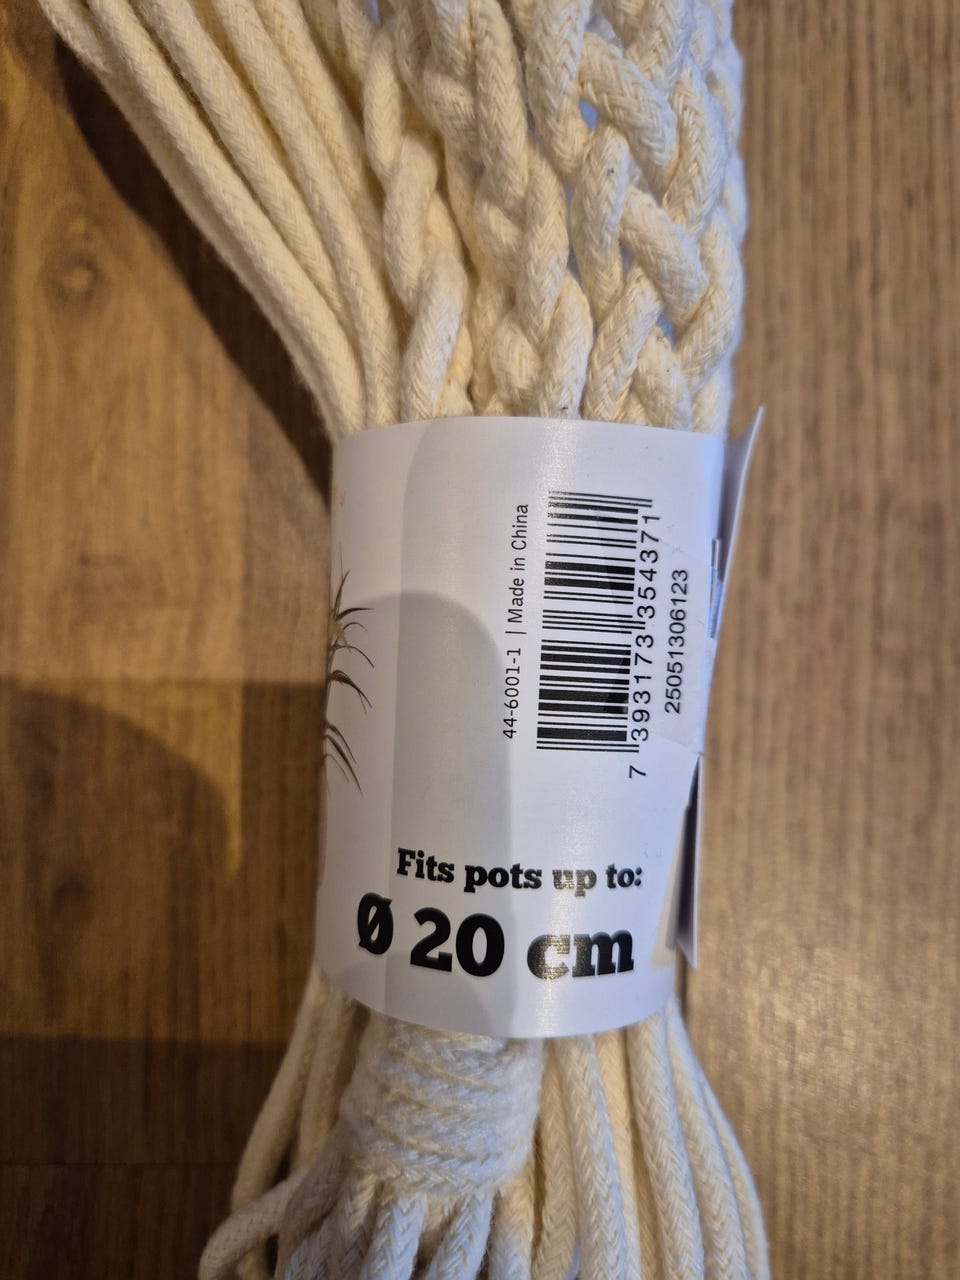 44-6001-1 | Made in China
7 393173 354371
25051306123
Fits pots up to:
Ø 20 cm